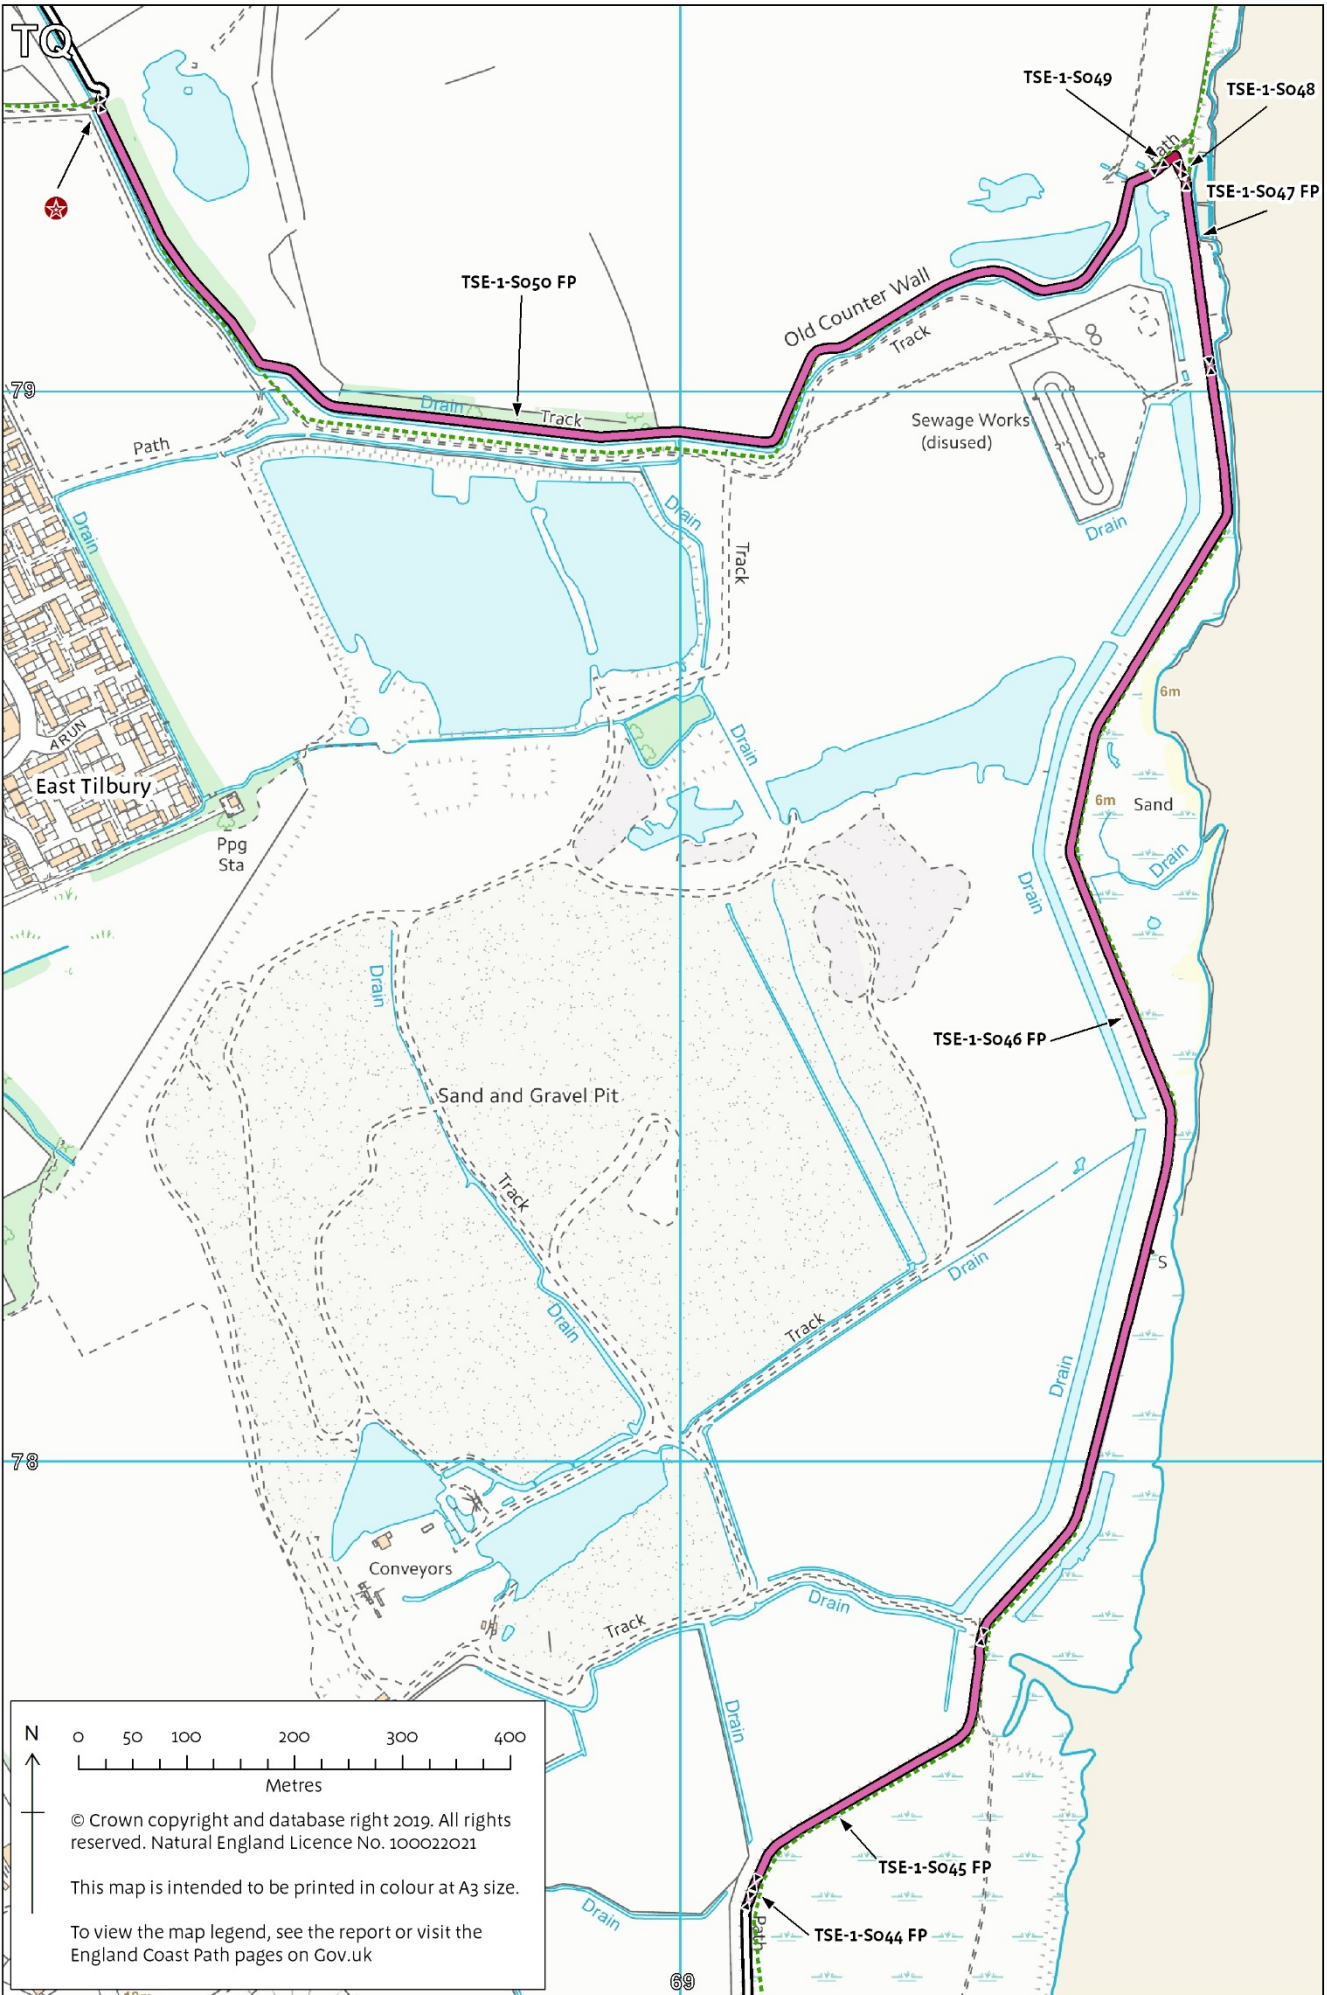 TQ
TSE-1-S049
TSE-1-S048
Path
TSE-1-S047 FP
TSE-1-S050 FP
Old Counter Wall
Track
79
Drain
Track
Sewage Works
(disused)
Path
Drain
Drain
Drain
Track
6m
ARUN
Drain
East Tilbury
6m
Sand
Ppg
Sta
Drain
Drain
Drain
TSE-1-S046 FP
Sand and Gravel Pit
Track
Drain
S
Drain
Track
Drain
78
Conveyors
Drain
Track
Drain
N
0 50 100 200 300 400
Metres
© Crown copyright and database right 2019. All rights
reserved. Natural England Licence No. 100022021
This map is intended to be printed in colour at A3 size.
To view the map legend, see the report or visit the
England Coast Path pages on Gov.uk
TSE-1-S045 FP
Drain
Path
TSE-1-S044 FP
69